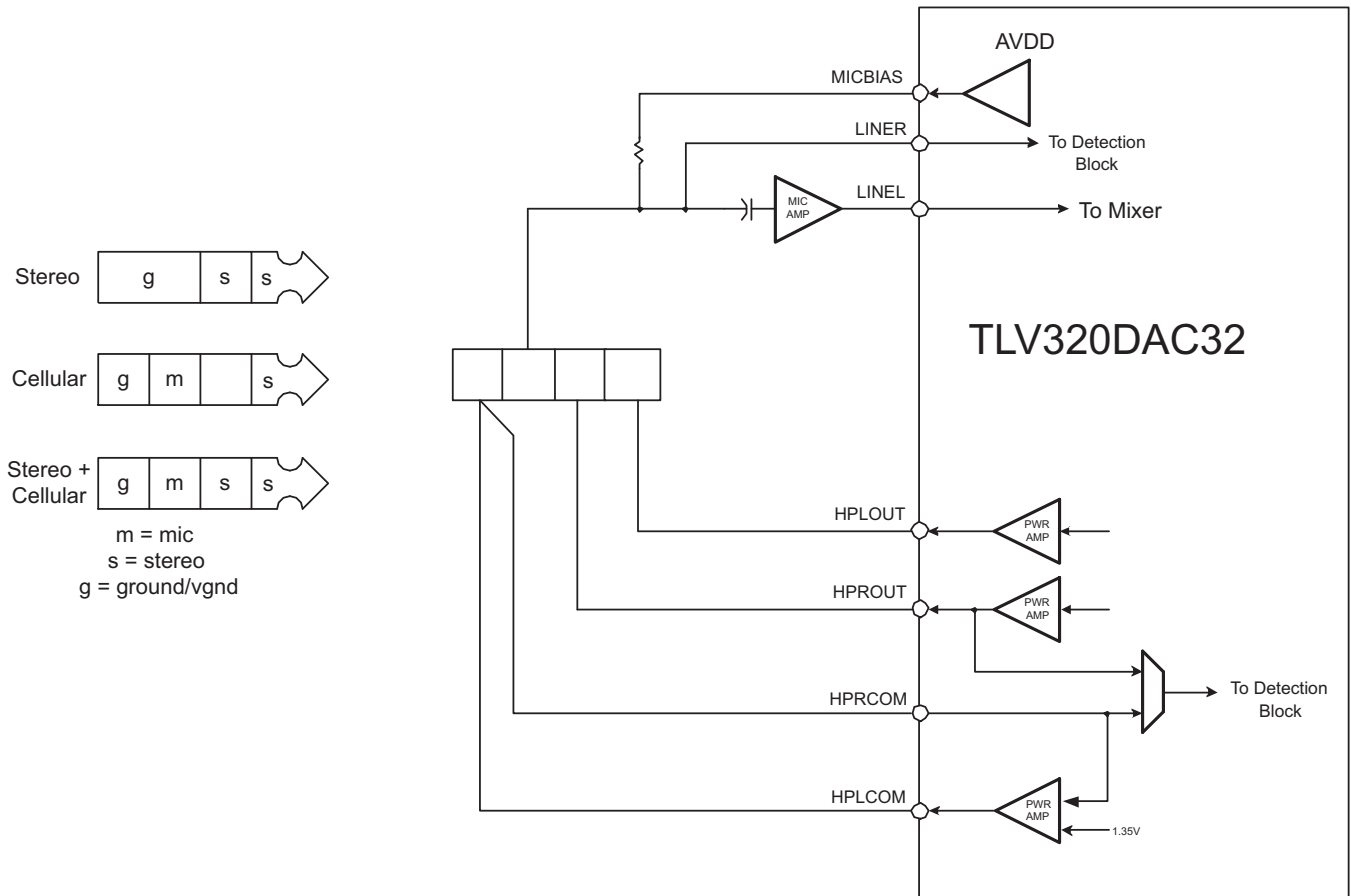 AVDD
MICBIAS
LINER
To Detection
Block
MIC
AMP
LINEL
To Mixer
Stereo
g
s
s
TLV320DAC32
Cellular
g
m
s
Stereo +
Cellular
g
m
s
s
m = mic
s = stereo
g = ground/vgnd
HPLOUT
PWR
AMP
HPROUT
PWR
AMP
HPRCOM
To Detection
Block
HPLCOM
PWR
AMP
1.35V